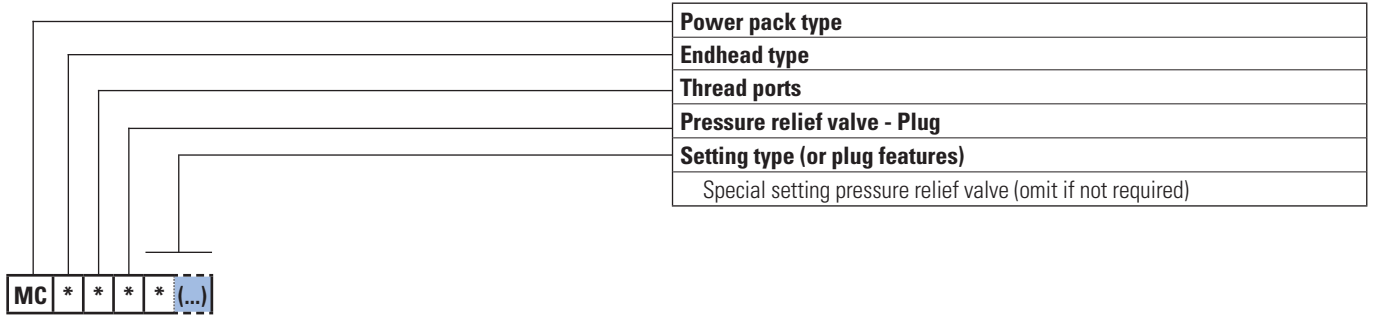 Power pack type
Endhead type
Thread ports
Pressure relief valve - Plug
Setting type (or plug features)
Special setting pressure relief valve (omit if not required)
MC * * * * (...)